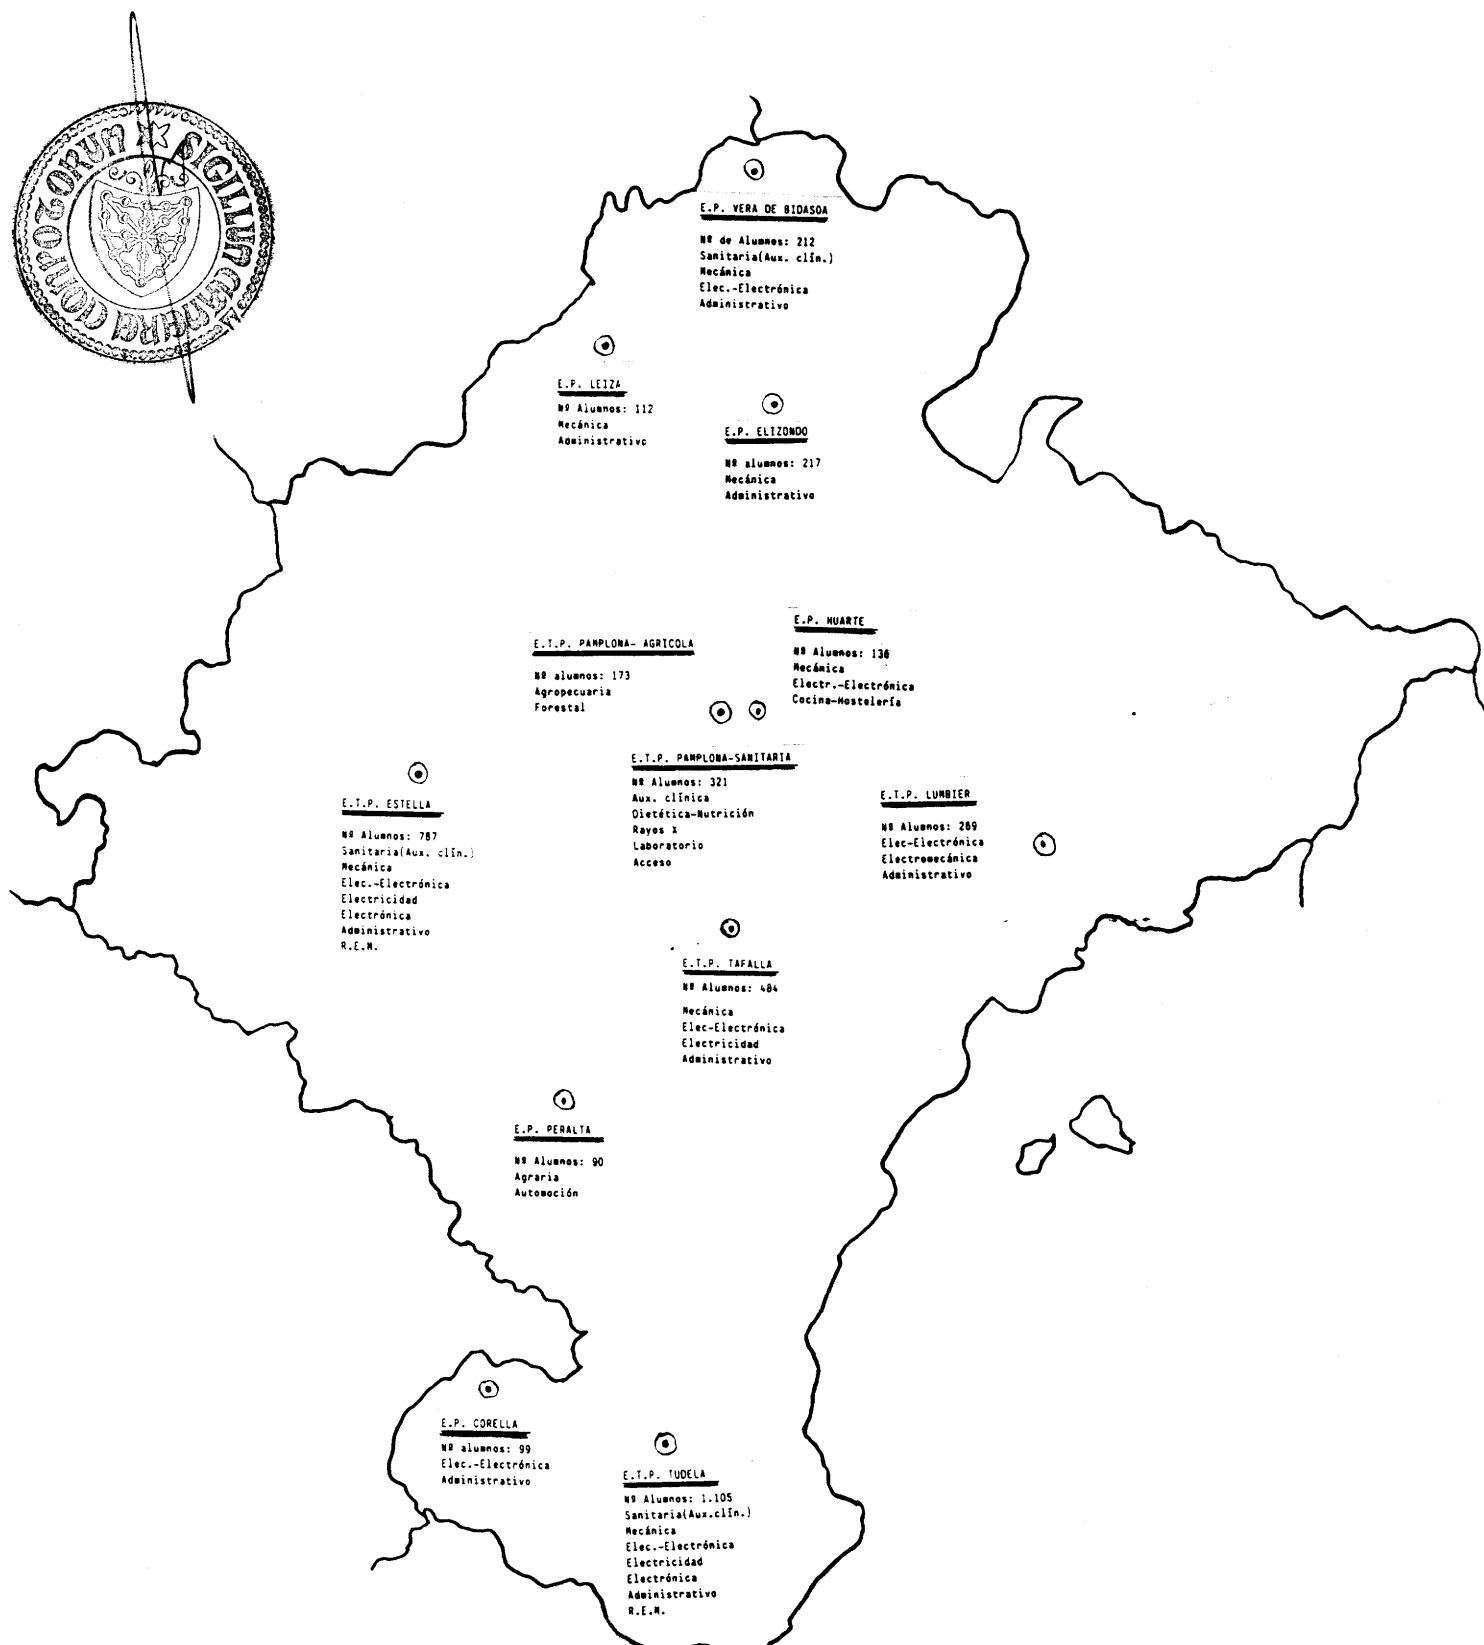 SIGILLUM
E.P. VERA DE BIDASOA
Nº de Alumnos: 212
Sanitaria(Aux. clín.)
Mecánica
Elec.-Electrónica
Administrativo
E.P. LEIZA
Nº Alumnos: 112
Mecánica
Administrativo
E.P. ELIZONDO
Nº alumnos: 217
Mecánica
Administrativo
E.P. HUARTE
Nº Alumnos: 136
Mecánica
Electr.-Electrónica
Cocina-Hostelería
E.T.P. PAMPLONA- AGRICOLA
Nº alumnos: 173
Agropecuaria
Forestal
E.T.P. PAMPLONA-SANITARIA
Nº Alumnos: 321
Aux. clínica
Dietética-Nutrición
Rayos X
Laboratorio
Acceso
E.T.P. ESTELLA
Nº Alumnos: 787
Sanitaria(Aux. clín.)
Mecánica
Elec.-Electrónica
Electricidad
Electrónica
Administrativo
R.E.M.
E.T.P. LUMBIER
Nº Alumnos: 269
Elec-Electrónica
Electromecánica
Administrativo
E.T.P. TAFALLA
Nº Alumnos: 484
Mecánica
Elec-Electrónica
Electricidad
Administrativo
E.P. PERALTA
Nº Alumnos: 90
Agraria
Automoción
E.P. CORELLA
Nº alumnos: 99
Elec.-Electrónica
Administrativo
E.T.P. TUDELA
Nº Alumnos: 1.105
Sanitaria(Aux.clín.)
Mecánica
Elec.-Electrónica
Electricidad
Electrónica
Administrativo
R.E.M.